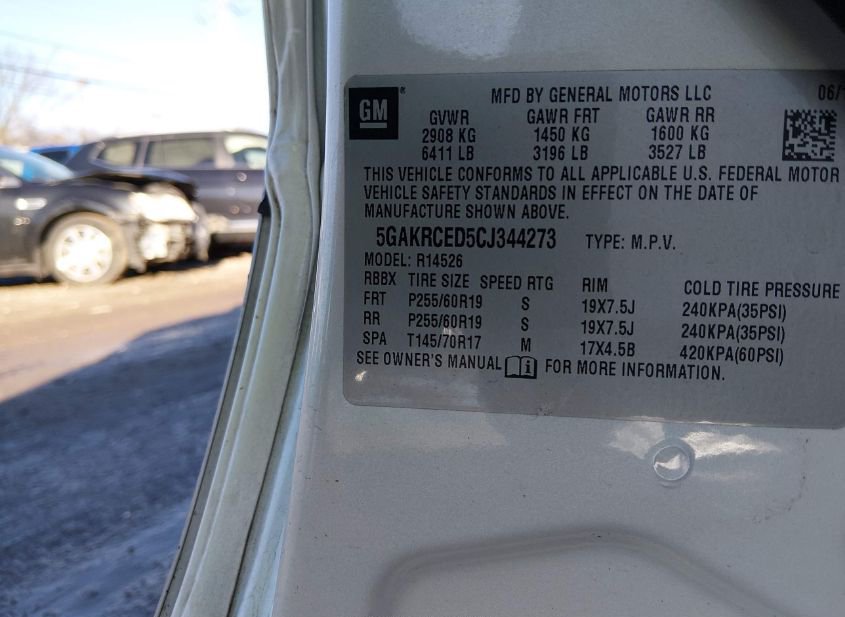 GM
MFD BY GENERAL MOTORS LLC 06/
GVWR GAWR FRT GAWR RR
2908 KG 1450 KG 1600 KG
6411 LB 3196 LB 3527 LB
THIS VEHICLE CONFORMS TO ALL APPLICABLE U.S. FEDERAL MOTOR
VEHICLE SAFETY STANDARDS IN EFFECT ON THE DATE OF
MANUFACTURE SHOWN ABOVE.
5GAKRCED5CJ344273 TYPE: M.P.V.
MODEL: R14526
RBBX TIRE SIZE SPEED RTG RIM COLD TIRE PRESSURE
FRT P255/60R19 S 19X7.5J 240KPA(35PSI)
RR P255/60R19 S 19X7.5J 240KPA(35PSI)
SPA T145/70R17 M 17X4.5B 420KPA(60PSI)
SEE OWNER'S MANUAL FOR MORE INFORMATION.